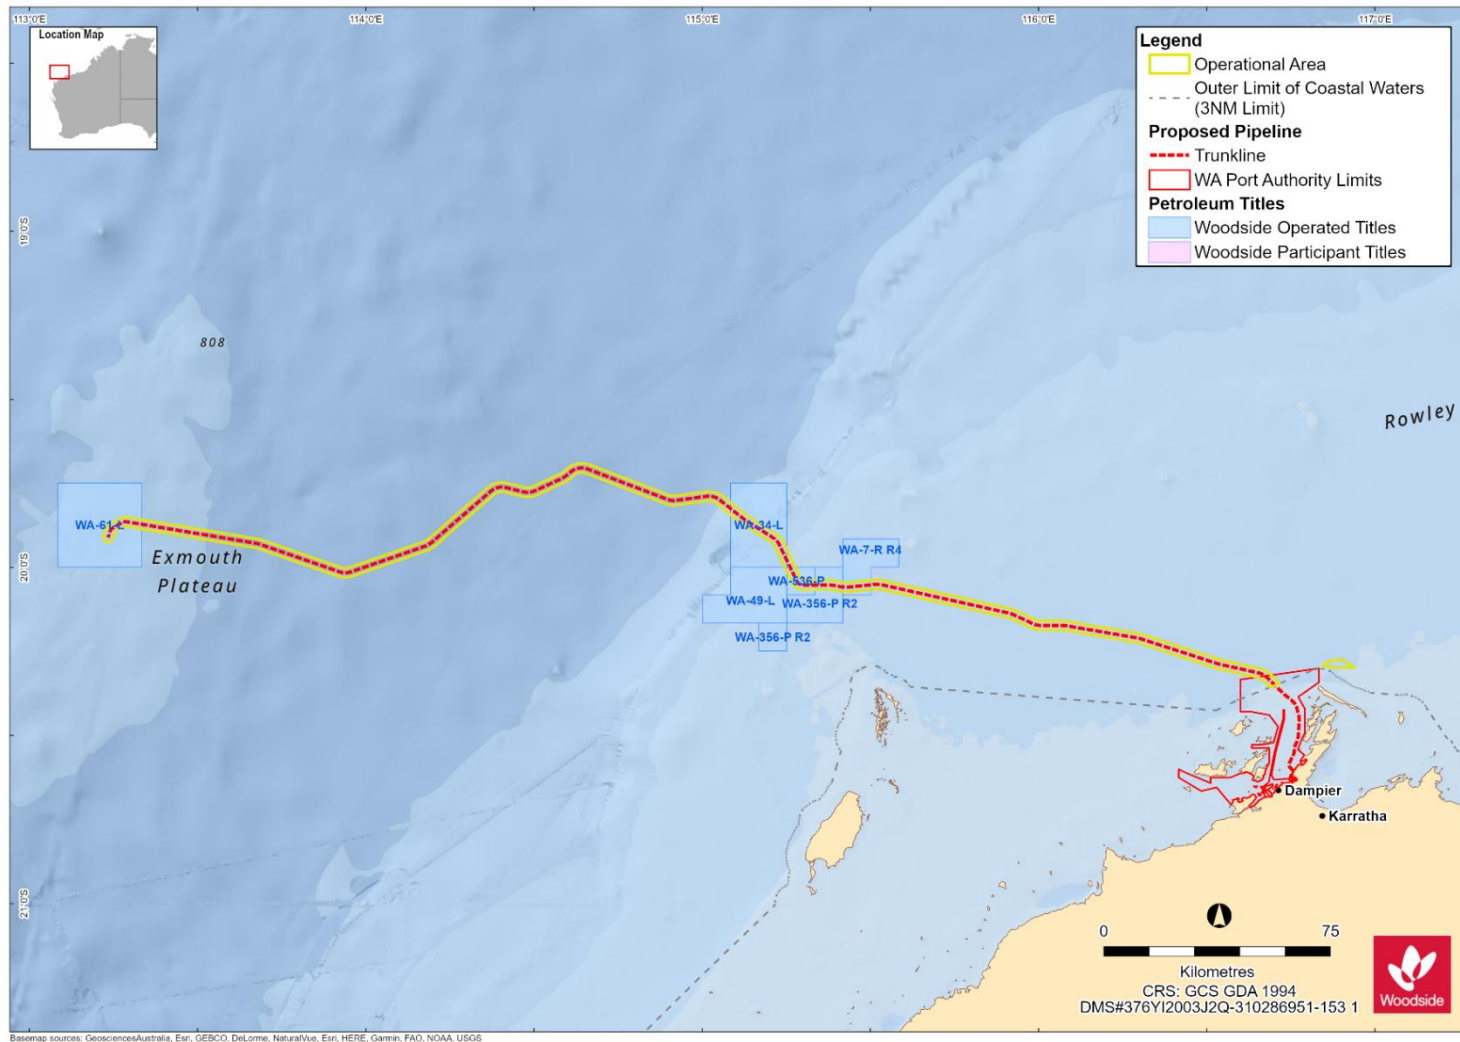 113°0'E
114°0'E
115°0'E
116°0'E
117°0'E
Location Map
Legend
Operational Area
Outer Limit of Coastal Waters
(3NM Limit)
Proposed Pipeline
Trunkline
WA Port Authority Limits
Petroleum Titles
Woodside Operated Titles
Woodside Participant Titles
19°0'S
808
Rowley
WA-61-L
WA-34-L
Exmouth
Plateau
20°0'S
WA-7-R R4
WA-536-P
WA-49-L
WA-356-P R2
WA-356-P R2
Dampier
Karratha
21°0'S
0
75
Kilometres
CRS: GCS GDA 1994
DMS#376YI2003J2Q-310286951-153 1
Woodside
Basemap sources: GeosciencesAustralia, Esri, GEBCO, DeLorme, NaturalVue, Esri, HERE, Garmin, FAO, NOAA, USGS